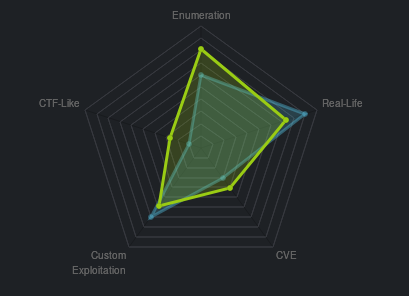 Enumeration
CTF-Like
Real-Life
Custom
Exploitation
CVE